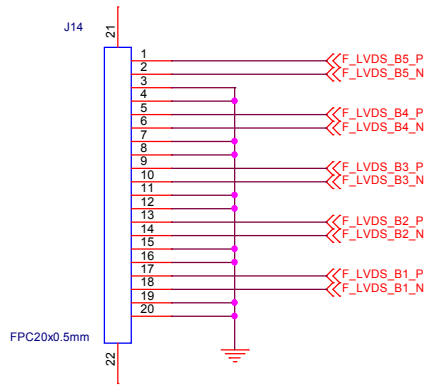 J14
21
1 F_LVDS_B5_P
2 F_LVDS_B5_N
3
4
5 F_LVDS_B4_P
6 F_LVDS_B4_N
7
8
9 F_LVDS_B3_P
10 F_LVDS_B3_N
11
12
13 F_LVDS_B2_P
14 F_LVDS_B2_N
15
16
17 F_LVDS_B1_P
18 F_LVDS_B1_N
19
20
FPC20x0.5mm
22